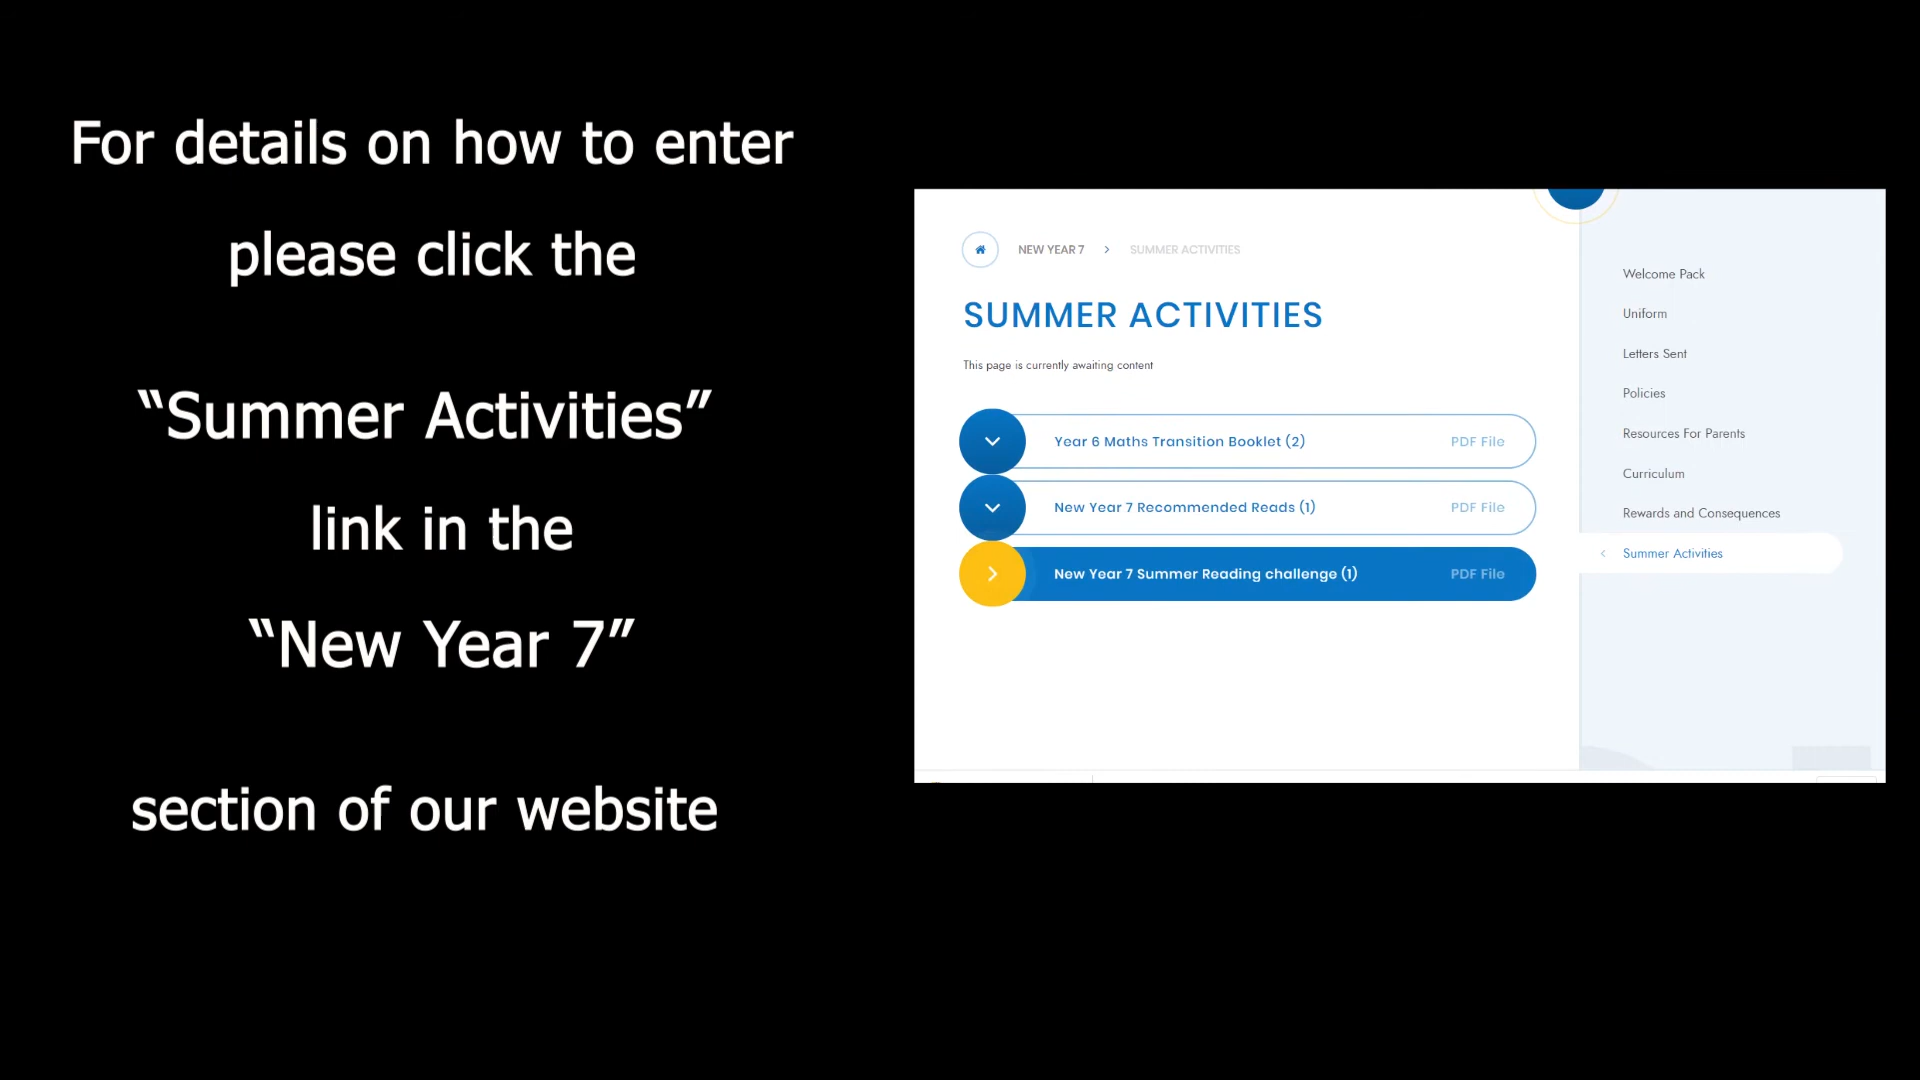 For details on how to enter
please click the
“Summer Activities”
link in the
“New Year 7”
section of our website
NEW YEAR 7 > SUMMER ACTIVITIES
SUMMER ACTIVITIES
This page is currently awaiting content
Year 6 Maths Transition Booklet (2) PDF File
New Year 7 Recommended Reads (1) PDF File
New Year 7 Summer Reading challenge (1) PDF File
Welcome Pack
Uniform
Letters Sent
Policies
Resources For Parents
Curriculum
Rewards and Consequences
Summer Activities